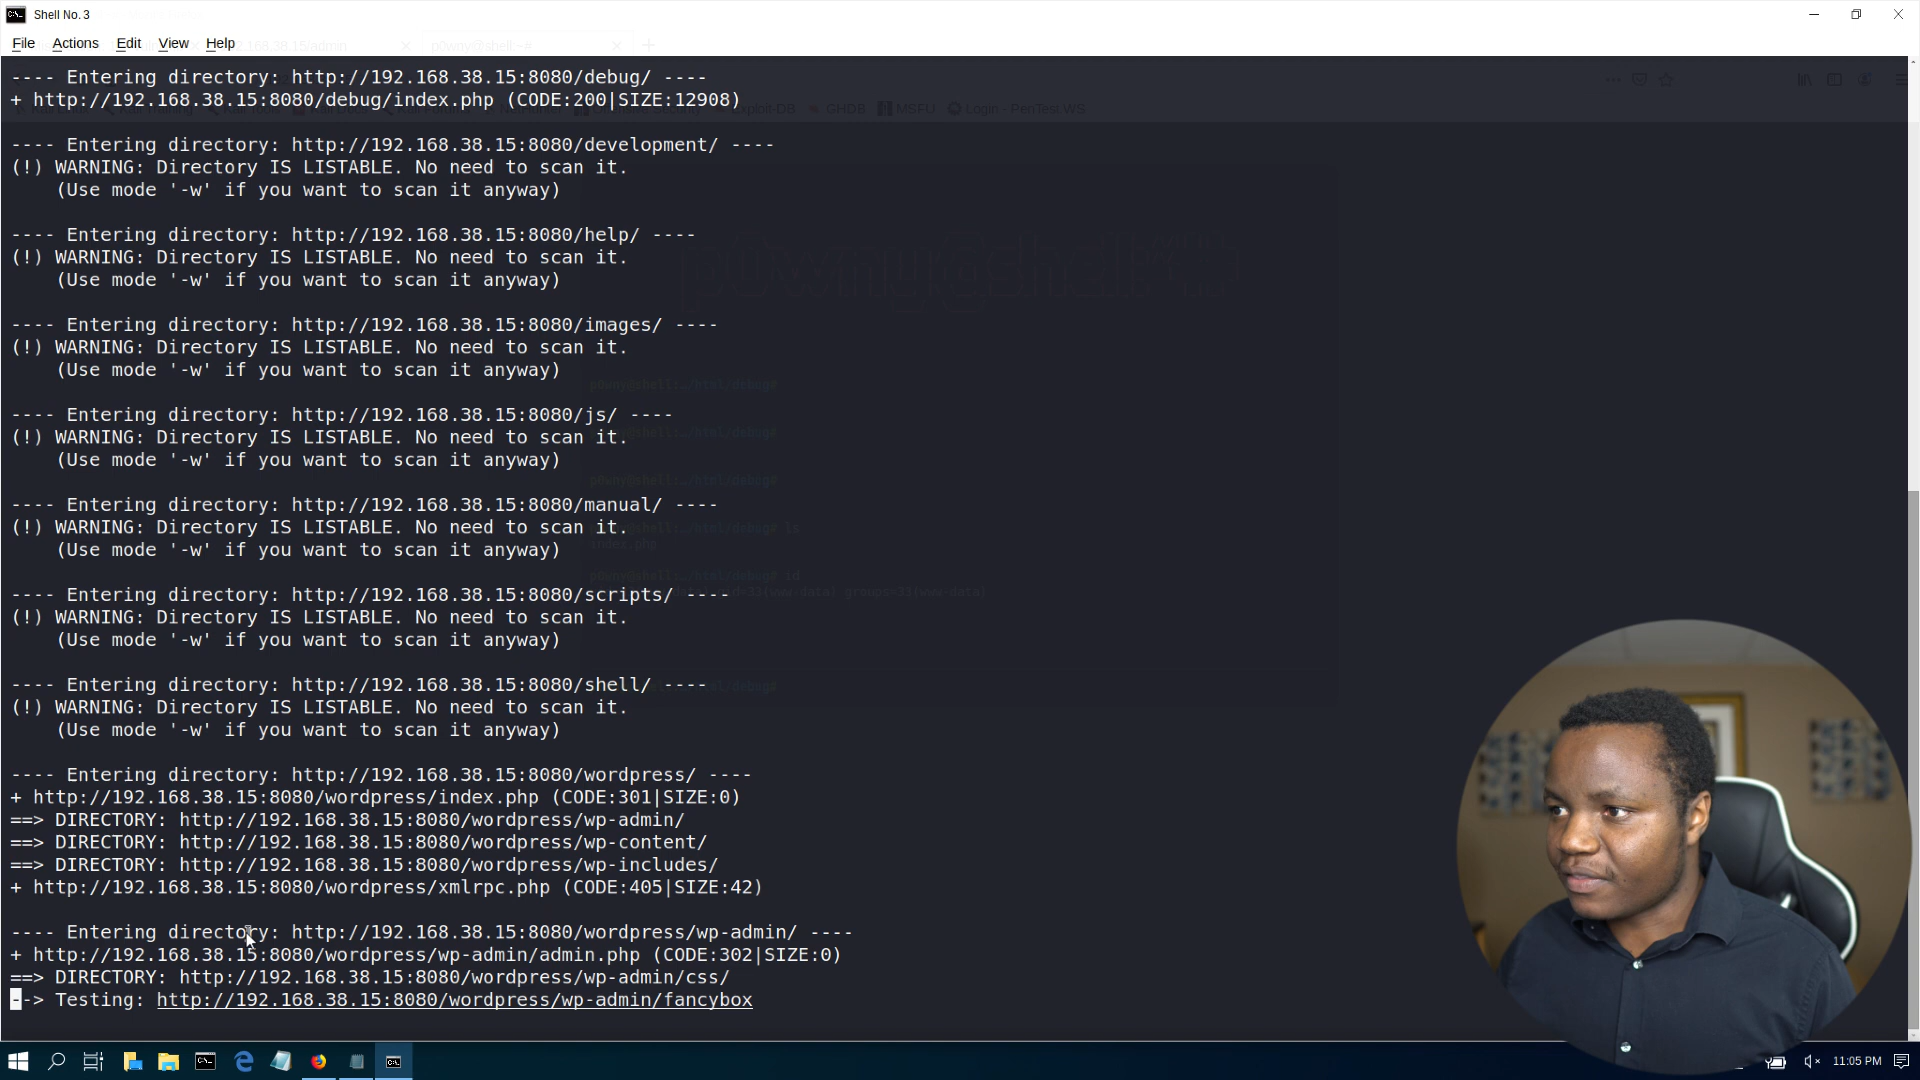 Shell No. 3
File Actions Edit View Help
---- Entering directory: http://192.168.38.15:8080/debug/ ----
+ http://192.168.38.15:8080/debug/index.php (CODE:200|SIZE:12908)
---- Entering directory: http://192.168.38.15:8080/development/ ----
(!) WARNING: Directory IS LISTABLE. No need to scan it.
(Use mode '-w' if you want to scan it anyway)
---- Entering directory: http://192.168.38.15:8080/help/ ----
(!) WARNING: Directory IS LISTABLE. No need to scan it.
(Use mode '-w' if you want to scan it anyway)
---- Entering directory: http://192.168.38.15:8080/images/ ----
(!) WARNING: Directory IS LISTABLE. No need to scan it.
(Use mode '-w' if you want to scan it anyway)
---- Entering directory: http://192.168.38.15:8080/js/ ----
(!) WARNING: Directory IS LISTABLE. No need to scan it.
(Use mode '-w' if you want to scan it anyway)
---- Entering directory: http://192.168.38.15:8080/manual/ ----
(!) WARNING: Directory IS LISTABLE. No need to scan it.
(Use mode '-w' if you want to scan it anyway)
---- Entering directory: http://192.168.38.15:8080/scripts/ ----
(!) WARNING: Directory IS LISTABLE. No need to scan it.
(Use mode '-w' if you want to scan it anyway)
---- Entering directory: http://192.168.38.15:8080/shell/ ----
(!) WARNING: Directory IS LISTABLE. No need to scan it.
(Use mode '-w' if you want to scan it anyway)
---- Entering directory: http://192.168.38.15:8080/wordpress/ ----
+ http://192.168.38.15:8080/wordpress/index.php (CODE:301|SIZE:0)
==> DIRECTORY: http://192.168.38.15:8080/wordpress/wp-admin/
==> DIRECTORY: http://192.168.38.15:8080/wordpress/wp-content/
==> DIRECTORY: http://192.168.38.15:8080/wordpress/wp-includes/
+ http://192.168.38.15:8080/wordpress/xmlrpc.php (CODE:405|SIZE:42)
---- Entering directory: http://192.168.38.15:8080/wordpress/wp-admin/ ----
+ http://192.168.38.15:8080/wordpress/wp-admin/admin.php (CODE:302|SIZE:0)
==> DIRECTORY: http://192.168.38.15:8080/wordpress/wp-admin/css/
--> Testing: http://192.168.38.15:8080/wordpress/wp-admin/fancybox
11:05 PM